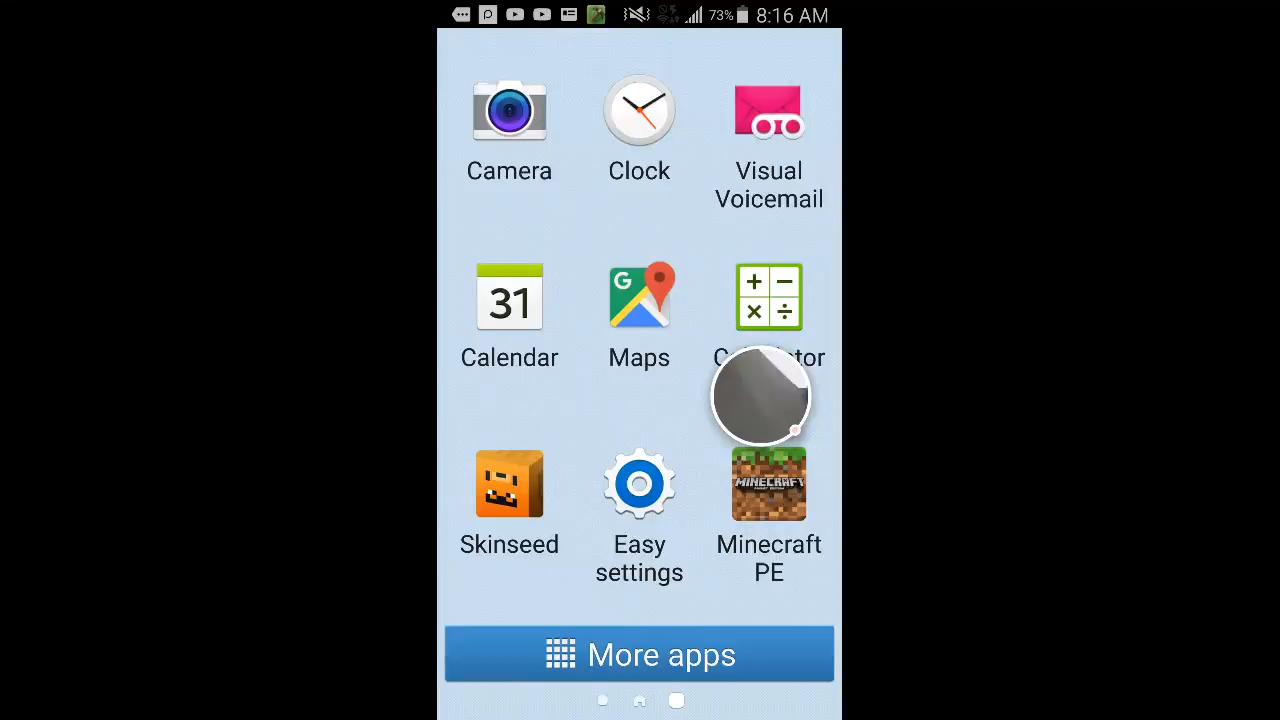 73% 8:16 AM
Camera Clock Visual
Voicemail
31 G + − × ÷
Calendar Maps
MINECRAFT
Skinseed Easy Minecraft
settings PE
More apps